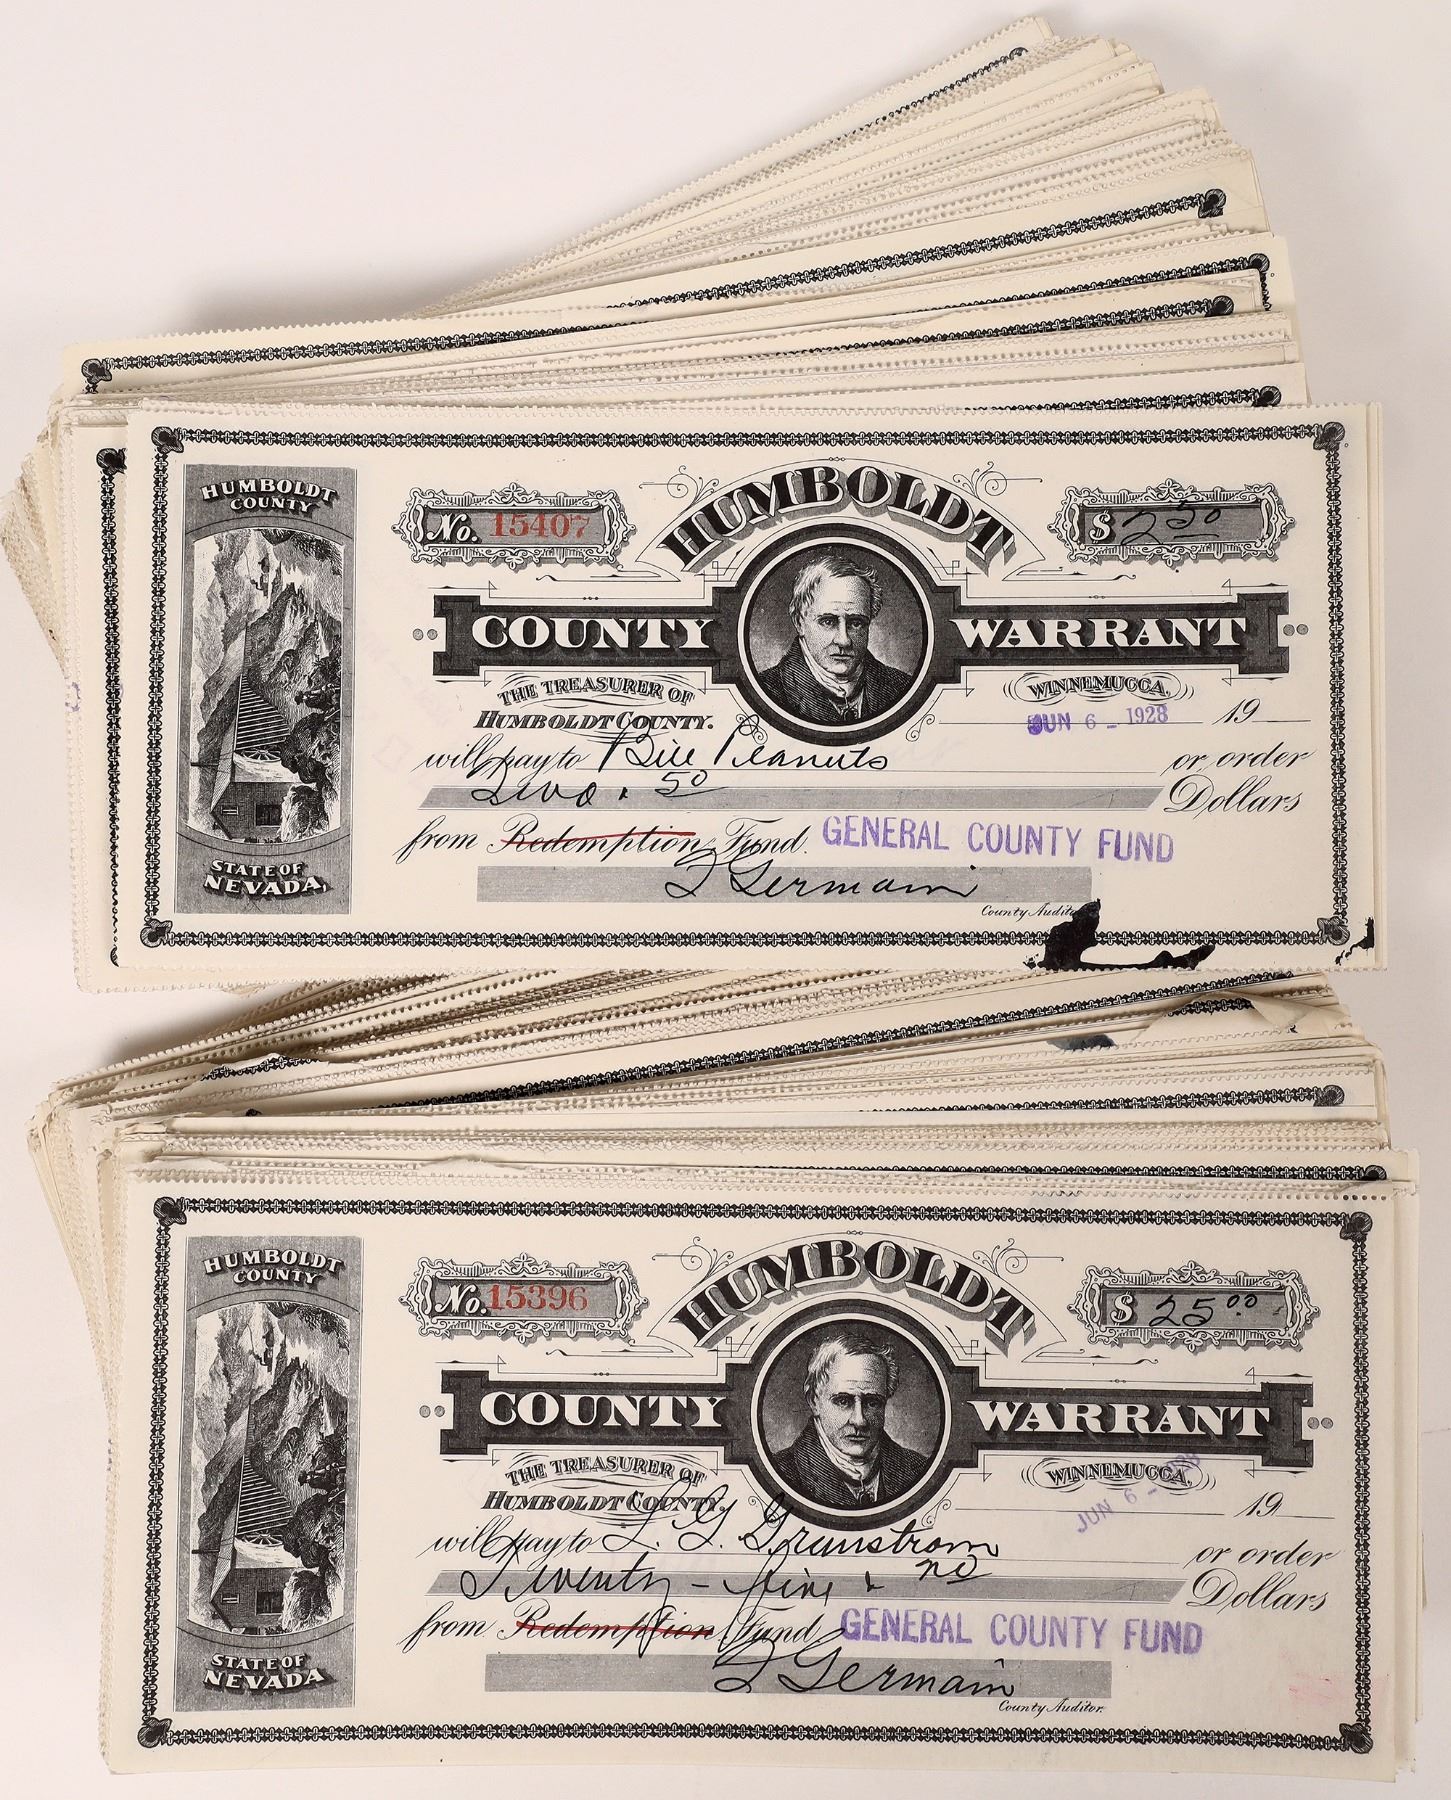 HUMBOLDT
COUNTY
No. 15407
HUMBOLDT
$ 2 50
COUNTY WARRANT
THE TREASURER OF
HUMBOLDT COUNTY.
WINNEMUCCA,
JUN 6 - 1928 19
will pay to Bill Peanuts or order
Two & 50 Dollars
from Redemption Fund. GENERAL COUNTY FUND
Germain
County Auditor
STATE OF
NEVADA,
HUMBOLDT
COUNTY
No. 15396
HUMBOLDT
$ 25 00
COUNTY WARRANT
THE TREASURER OF
HUMBOLDT COUNTY.
WINNEMUCCA,
JUN 6 - 1928 19
will pay to L. G. Grunstrom or order
Twenty-five & no Dollars
from Redemption Fund GENERAL COUNTY FUND
Germain
County Auditor.
STATE OF
NEVADA